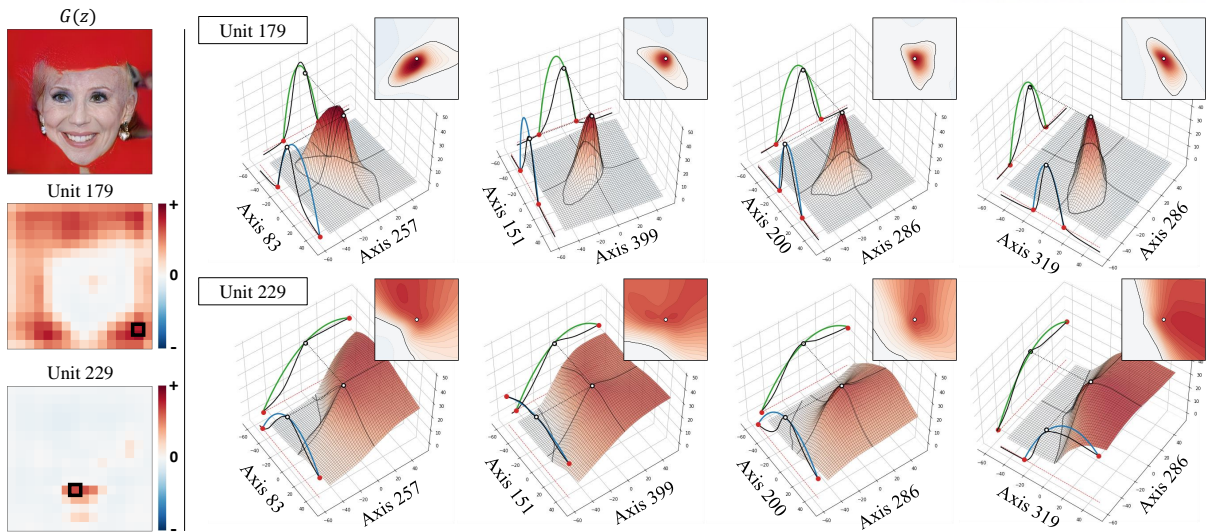 G(z)
Unit 179
+
0
-
Unit 229
+
0
-
Unit 179
Axis 83
Axis 257
Axis 151
Axis 399
Axis 200
Axis 286
Axis 319
Axis 286
Unit 229
Axis 83
Axis 257
Axis 151
Axis 399
Axis 200
Axis 286
Axis 319
Axis 286